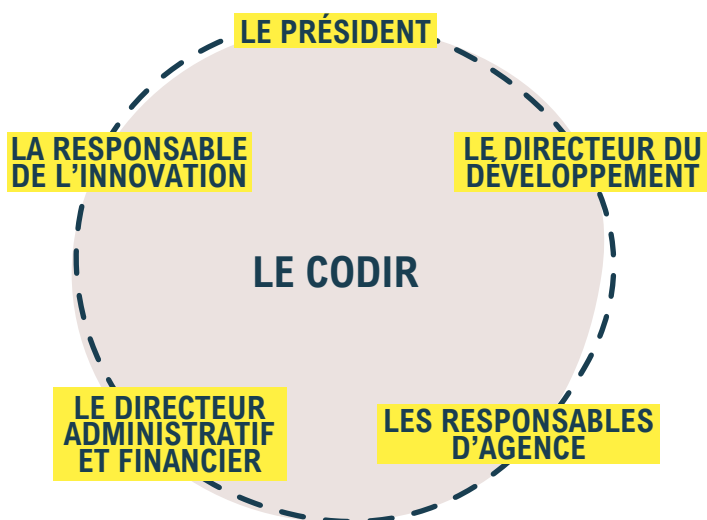 LE PRÉSIDENT
LA RESPONSABLE
DE L'INNOVATION
LE DIRECTEUR DU
DÉVELOPPEMENT
LE CODIR
LE DIRECTEUR
ADMINISTRATIF
ET FINANCIER
LES RESPONSABLES
D'AGENCE